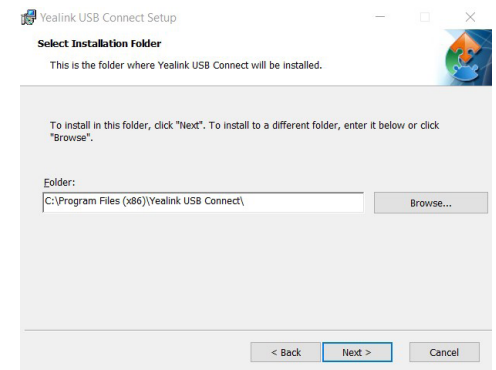 Yealink USB Connect Setup
Select Installation Folder
This is the folder where Yealink USB Connect will be installed.
To install in this folder, click "Next". To install to a different folder, enter it below or click
"Browse".
Folder:
C:\Program Files (x86)\Yealink USB Connect\
Browse...
< Back
Next >
Cancel